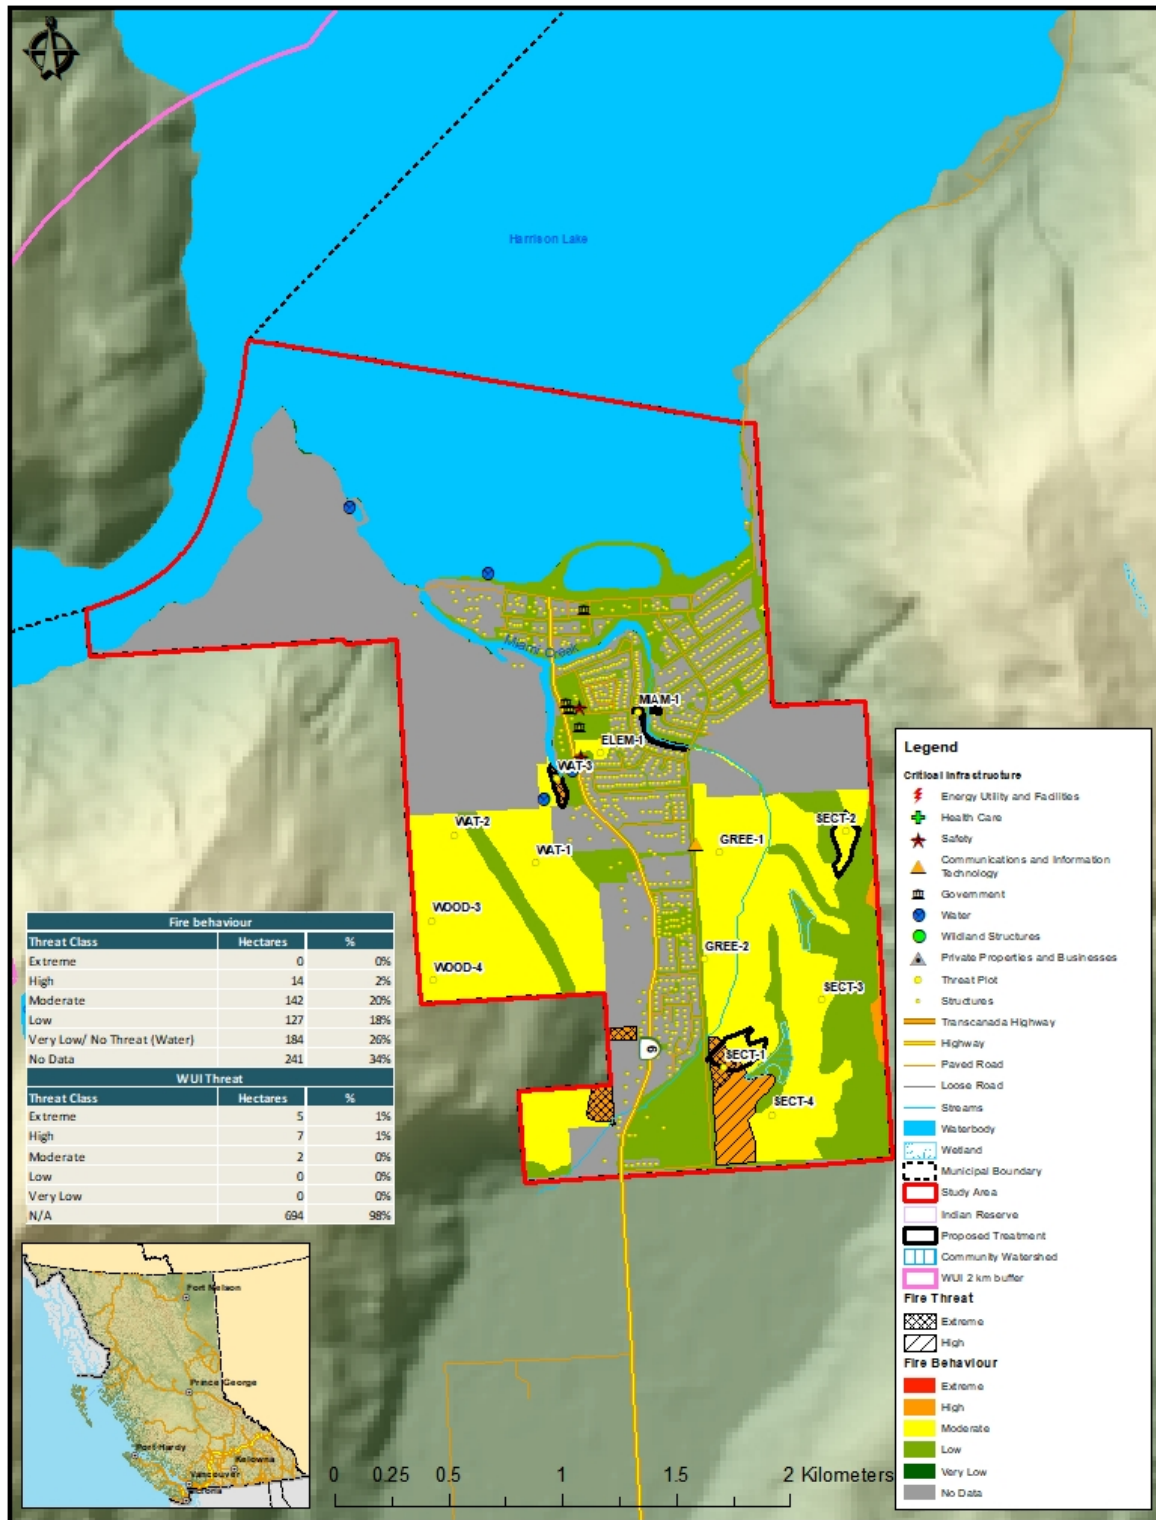 Harrison Lake
Miami Creek
MIAM-1
ELEM-1
WAT-3
WAT-2
WAT-1
GREE-1
SECT-2
WOOD-3
GREE-2
WOOD-4
SECT-3
9
SECT-1
SECT-4
Fire behaviour
Threat Class Hectares %
Extreme 0 0%
High 14 2%
Moderate 142 20%
Low 127 18%
Very Low/ No Threat (Water) 184 26%
No Data 241 34%
WUI Threat
Threat Class Hectares %
Extreme 5 1%
High 7 1%
Moderate 2 0%
Low 0 0%
Very Low 0 0%
N/A 694 98%
Legend
Critical Infrastructure
Energy Utility and Facilities
Health Care
Safety
Communications and Information
Technology
Government
Water
Wildland Structures
Private Properties and Businesses
Threat Plot
Structures
Transcanada Highway
Highway
Paved Road
Loose Road
Streams
Waterbody
Wetland
Municipal Boundary
Study Area
Indian Reserve
Proposed Treatment
Community Watershed
WUI 2 km buffer
Fire Threat
Extreme
High
Fire Behaviour
Extreme
High
Moderate
Low
Very Low
No Data
Fort Nelson
Prince George
Port Hardy
Kelowna
Vancouver
0 0.25 0.5 1 1.5 2 Kilometers